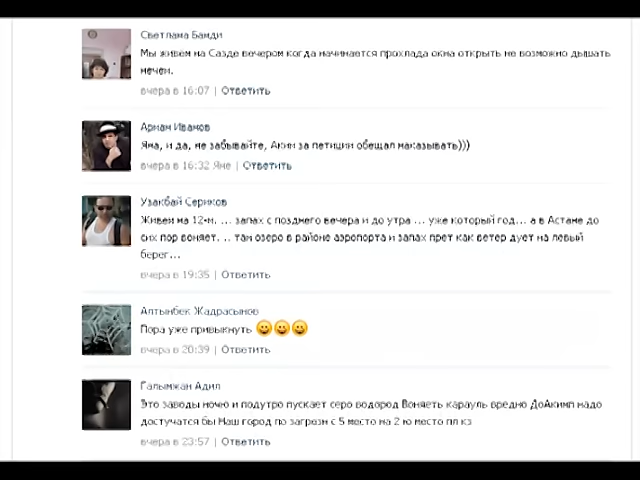 Светлама Бамди
Мы живем на Сазде вечером когда начинается прохлада окна открыть не возможно дышать
нечем.
вчера в 16:07 | Ответить
Арман Иванов
Яна, и да, не забывайте, Аким за петиции обещал наказывать)))
вчера в 16:32 Яне | Ответить
Узакбай Сериков
Живем на 12-м. ... запах с позднего вечера и до утра ... уже который год... а в Астане до
сих пор воняет. ... там озеро в районе аэропорта и запах прет как ветер дует на левый
берег...
вчера в 19:35 | Ответить
Алтынбек Жадрасынов
Пора уже привыкнуть 😀😀😀
вчера в 20:39 | Ответить
Галымжан Адил
Это заводы ночю и подутро пускает серо водород Воняеть карауль вредно ДоАкимп надо
достучатся бы Наш город по загрязн с 5 место на 2 ю место пл кз
вчера в 23:57 | Ответить